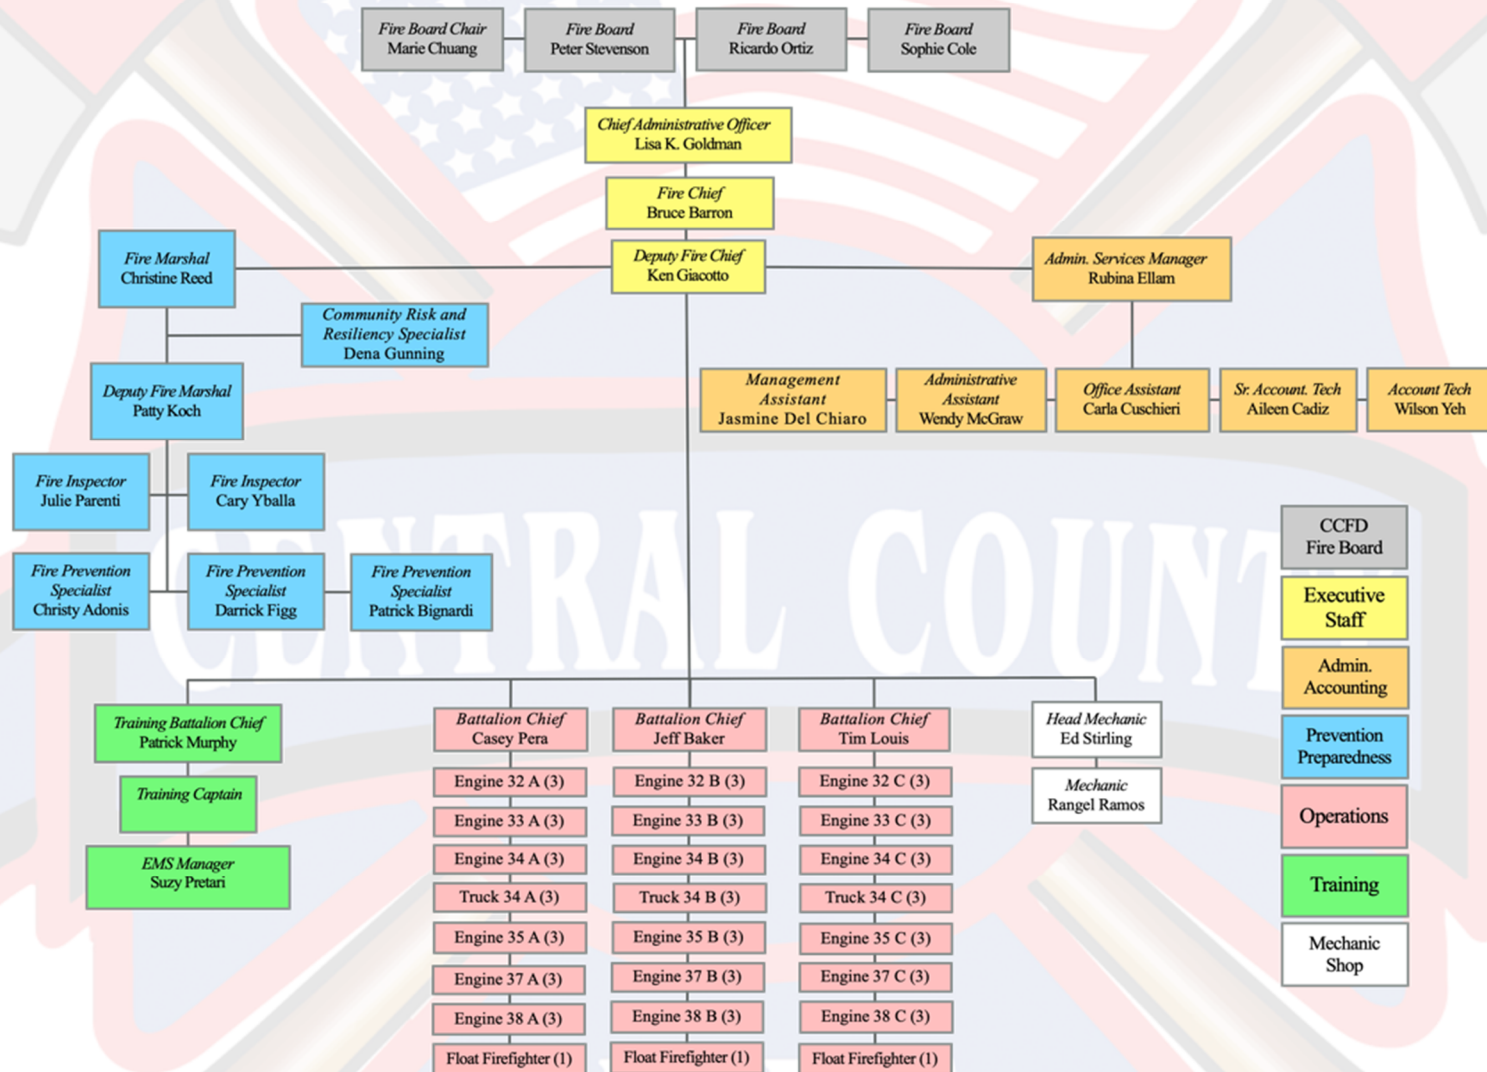 Fire Board Chair
Marie Chuang
Fire Board
Peter Stevenson
Fire Board
Ricardo Ortiz
Fire Board
Sophie Cole
Chief Administrative Officer
Lisa K. Goldman
Fire Chief
Bruce Barron
Deputy Fire Chief
Ken Giacotto
Fire Marshal
Christine Reed
Admin. Services Manager
Rubina Ellam
Community Risk and
Resiliency Specialist
Dena Gunning
Deputy Fire Marshal
Patty Koch
Management
Assistant
Jasmine Del Chiaro
Administrative
Assistant
Wendy McGraw
Office Assistant
Carla Cuschieri
Sr. Account. Tech
Aileen Cadiz
Account Tech
Wilson Yeh
Fire Inspector
Julie Parenti
Fire Inspector
Cary Yballa
Fire Prevention
Specialist
Christy Adonis
Fire Prevention
Specialist
Darrick Figg
Fire Prevention
Specialist
Patrick Bignardi
CENTRAL COUNTY
CCFD
Fire Board
Executive
Staff
Admin.
Accounting
Prevention
Preparedness
Operations
Training
Mechanic
Shop
Training Battalion Chief
Patrick Murphy
Training Captain
EMS Manager
Suzy Pretari
Battalion Chief
Casey Pera
Engine 32 A (3)
Engine 33 A (3)
Engine 34 A (3)
Truck 34 A (3)
Engine 35 A (3)
Engine 37 A (3)
Engine 38 A (3)
Float Firefighter (1)
Battalion Chief
Jeff Baker
Engine 32 B (3)
Engine 33 B (3)
Engine 34 B (3)
Truck 34 B (3)
Engine 35 B (3)
Engine 37 B (3)
Engine 38 B (3)
Float Firefighter (1)
Battalion Chief
Tim Louis
Engine 32 C (3)
Engine 33 C (3)
Engine 34 C (3)
Truck 34 C (3)
Engine 35 C (3)
Engine 37 C (3)
Engine 38 C (3)
Float Firefighter (1)
Head Mechanic
Ed Stirling
Mechanic
Rangel Ramos